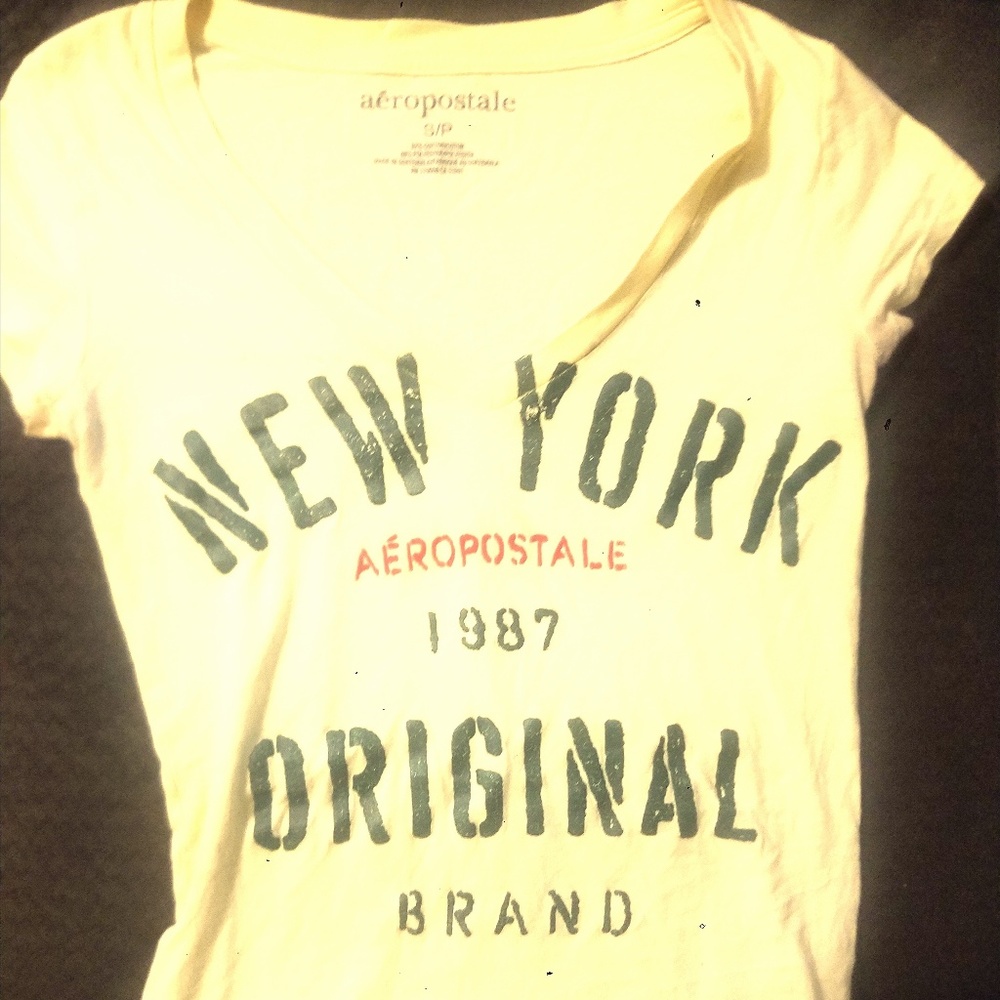 aéropostale
S/P
NEW YORK
AÉROPOSTALE
1987
ORIGINAL
BRAND